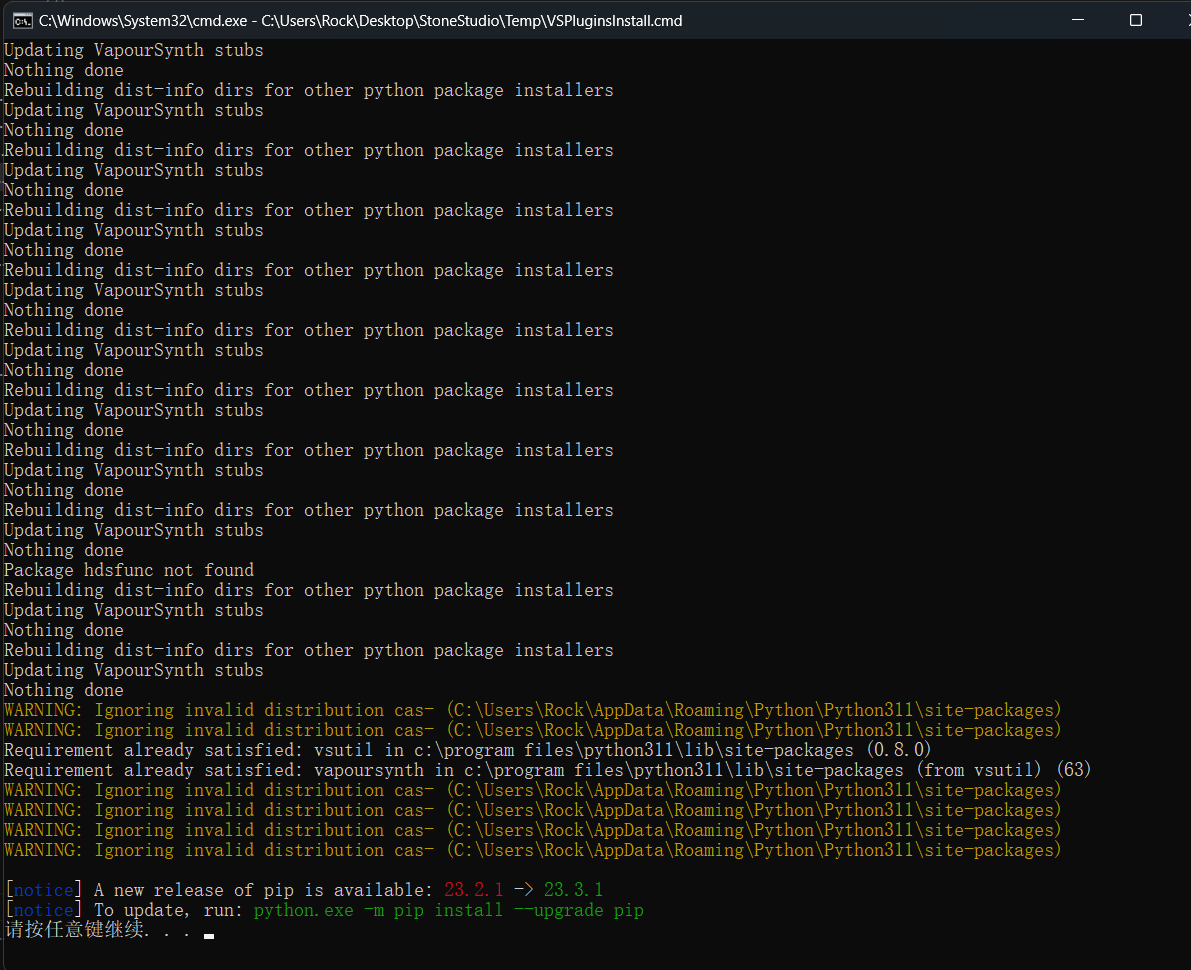 C:\Windows\System32\cmd.exe - C:\Users\Rock\Desktop\StoneStudio\Temp\VSPluginsInstall.cmd
Updating VapourSynth stubs
Nothing done
Rebuilding dist-info dirs for other python package installers
Updating VapourSynth stubs
Nothing done
Rebuilding dist-info dirs for other python package installers
Updating VapourSynth stubs
Nothing done
Rebuilding dist-info dirs for other python package installers
Updating VapourSynth stubs
Nothing done
Rebuilding dist-info dirs for other python package installers
Updating VapourSynth stubs
Nothing done
Rebuilding dist-info dirs for other python package installers
Updating VapourSynth stubs
Nothing done
Rebuilding dist-info dirs for other python package installers
Updating VapourSynth stubs
Nothing done
Rebuilding dist-info dirs for other python package installers
Updating VapourSynth stubs
Nothing done
Rebuilding dist-info dirs for other python package installers
Updating VapourSynth stubs
Nothing done
Package hdsfunc not found
Rebuilding dist-info dirs for other python package installers
Updating VapourSynth stubs
Nothing done
Rebuilding dist-info dirs for other python package installers
Updating VapourSynth stubs
Nothing done
WARNING: Ignoring invalid distribution cas- (C:\Users\Rock\AppData\Roaming\Python\Python311\site-packages)
WARNING: Ignoring invalid distribution cas- (C:\Users\Rock\AppData\Roaming\Python\Python311\site-packages)
Requirement already satisfied: vsutil in c:\program files\python311\lib\site-packages (0.8.0)
Requirement already satisfied: vapoursynth in c:\program files\python311\lib\site-packages (from vsutil) (63)
WARNING: Ignoring invalid distribution cas- (C:\Users\Rock\AppData\Roaming\Python\Python311\site-packages)
WARNING: Ignoring invalid distribution cas- (C:\Users\Rock\AppData\Roaming\Python\Python311\site-packages)
WARNING: Ignoring invalid distribution cas- (C:\Users\Rock\AppData\Roaming\Python\Python311\site-packages)
WARNING: Ignoring invalid distribution cas- (C:\Users\Rock\AppData\Roaming\Python\Python311\site-packages)
[notice] A new release of pip is available: 23.2.1 -> 23.3.1
[notice] To update, run: python.exe -m pip install --upgrade pip
请按任意键继续. . .